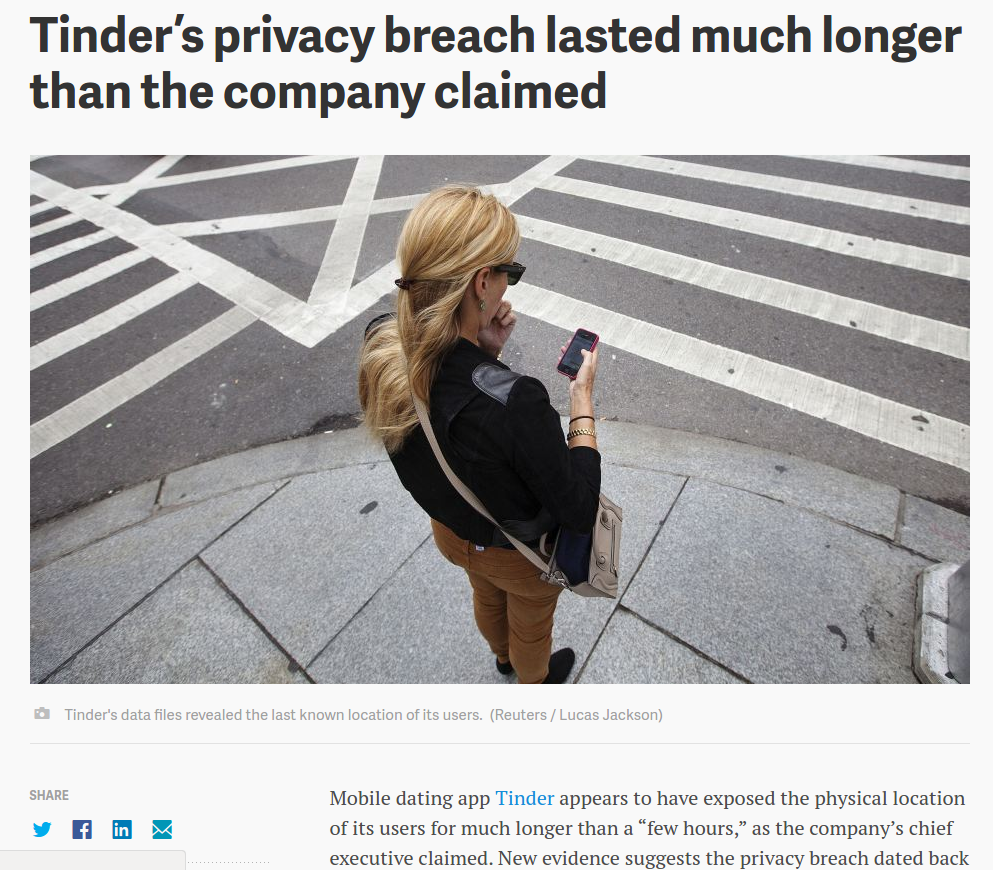 Tinder’s privacy breach lasted much longer
than the company claimed
Tinder's data files revealed the last known location of its users. (Reuters / Lucas Jackson)
SHARE
Mobile dating app Tinder appears to have exposed the physical location
of its users for much longer than a “few hours,” as the company’s chief
executive claimed. New evidence suggests the privacy breach dated back